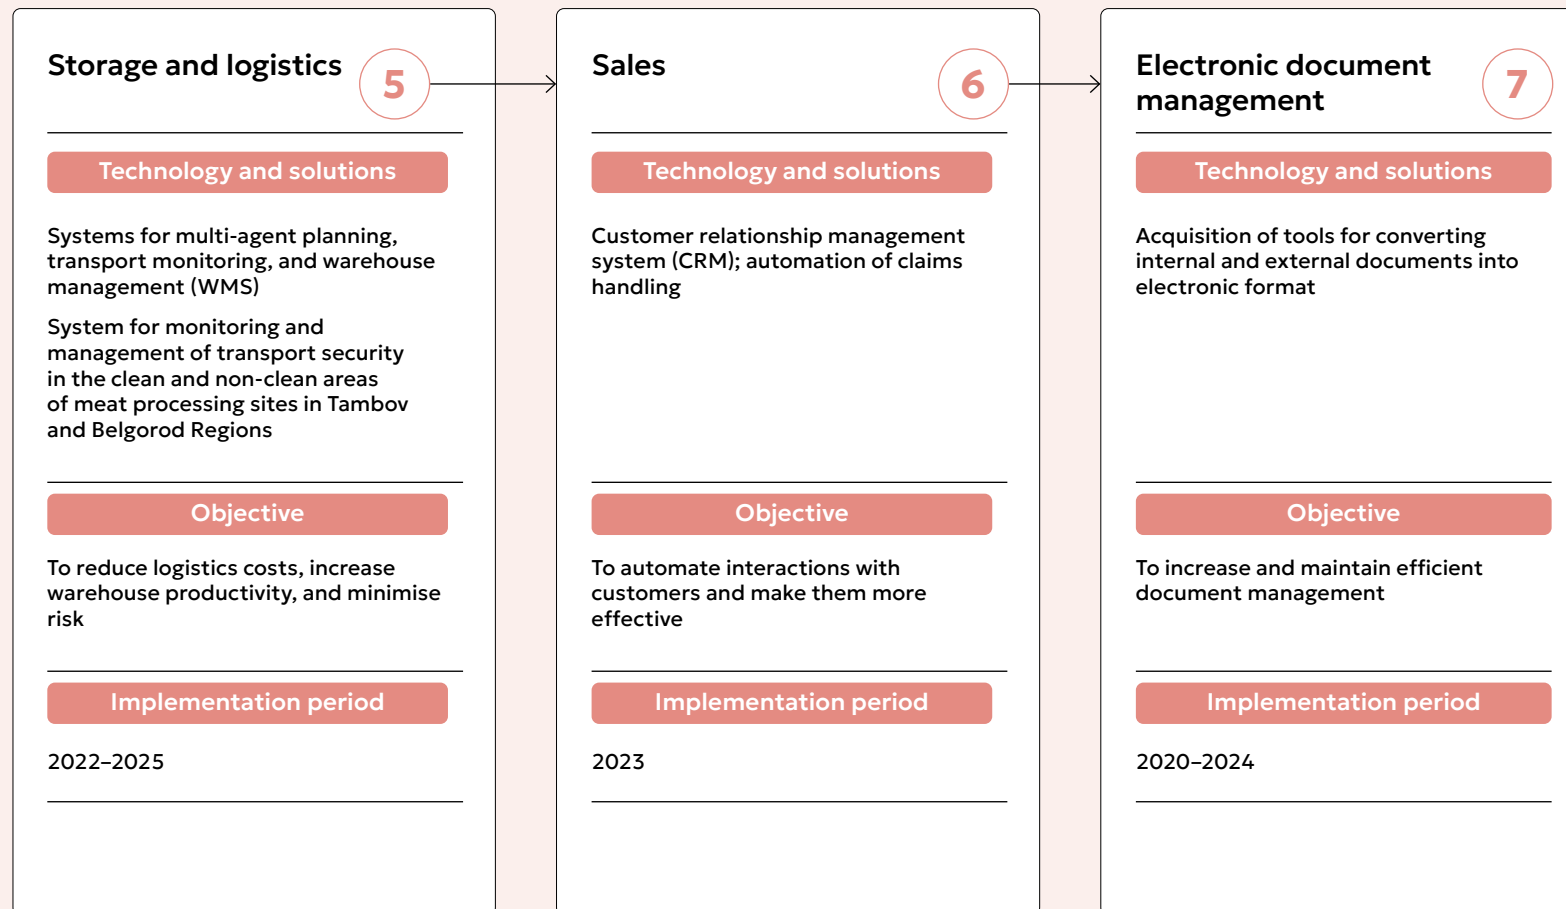 Storage and logistics
5
Technology and solutions
Systems for multi-agent planning,
transport monitoring, and warehouse
management (WMS)
System for monitoring and
management of transport security
in the clean and non-clean areas
of meat processing sites in Tambov
and Belgorod Regions
Objective
To reduce logistics costs, increase
warehouse productivity, and minimise
risk
Implementation period
2022–2025
Sales
6
Technology and solutions
Customer relationship management
system (CRM); automation of claims
handling
Objective
To automate interactions with
customers and make them more
effective
Implementation period
2023
Electronic document
management
7
Technology and solutions
Acquisition of tools for converting
internal and external documents into
electronic format
Objective
To increase and maintain efficient
document management
Implementation period
2020–2024